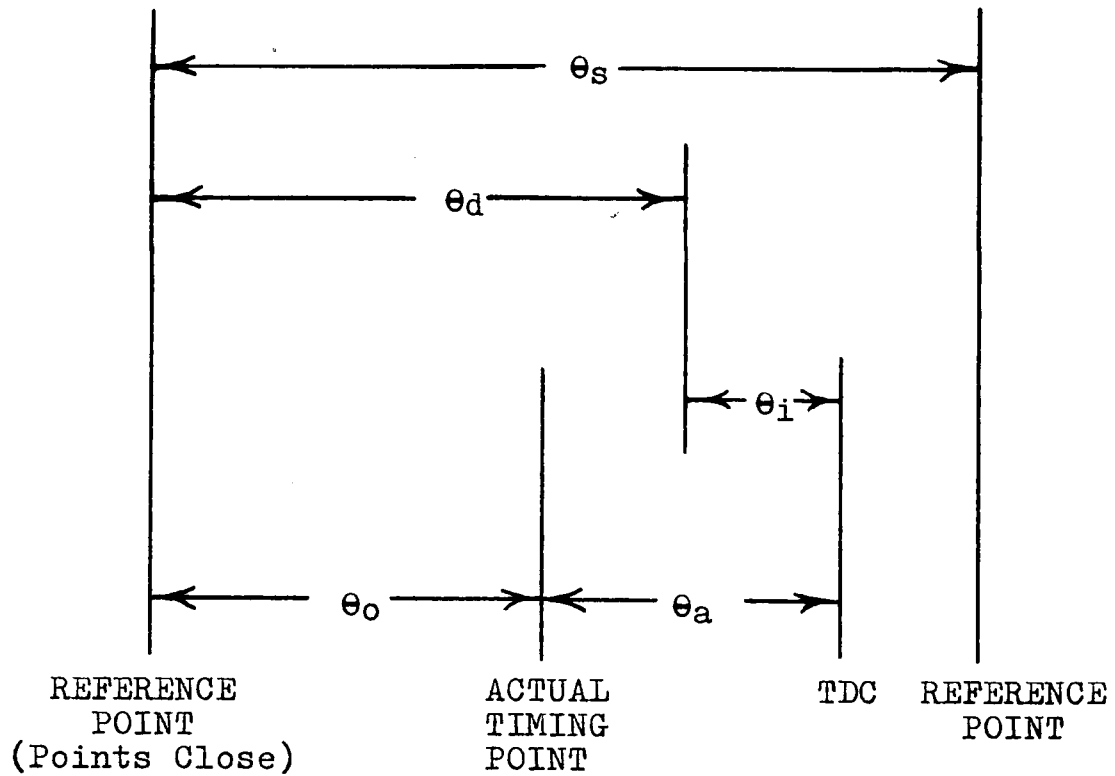 θs
θd
θi
θo
θa
REFERENCE
POINT
(Points Close)
ACTUAL
TIMING
POINT
TDC
REFERENCE
POINT